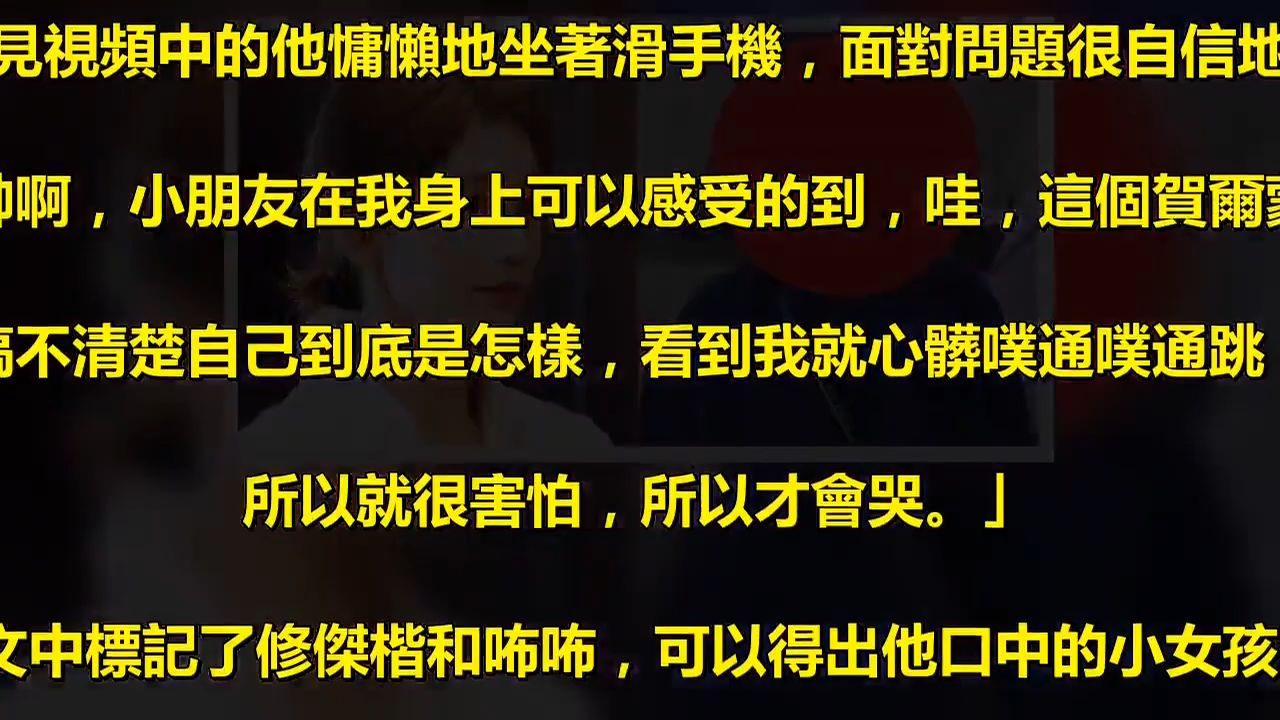 見視頻中的他慵懶地坐著滑手機，面對問題很自信地
啊，小朋友在我身上可以感受的到，哇，這個賀爾蒙
搞不清楚自己到底是怎樣，看到我就心髒噗通噗通跳
所以就很害怕，所以才會哭。」
文中標記了修傑楷和咘咘，可以得出他口中的小女孩